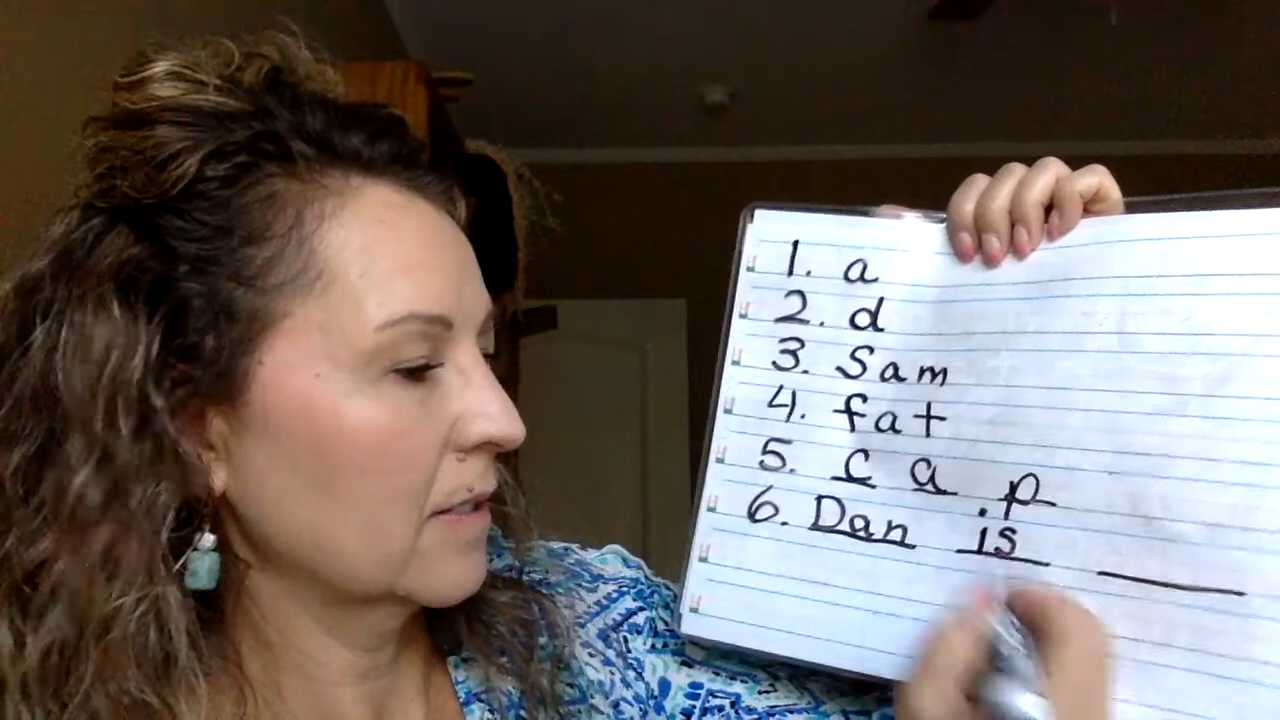 1. a
2. d
3. Sam
4. fat
5. c a p
6. Dan is